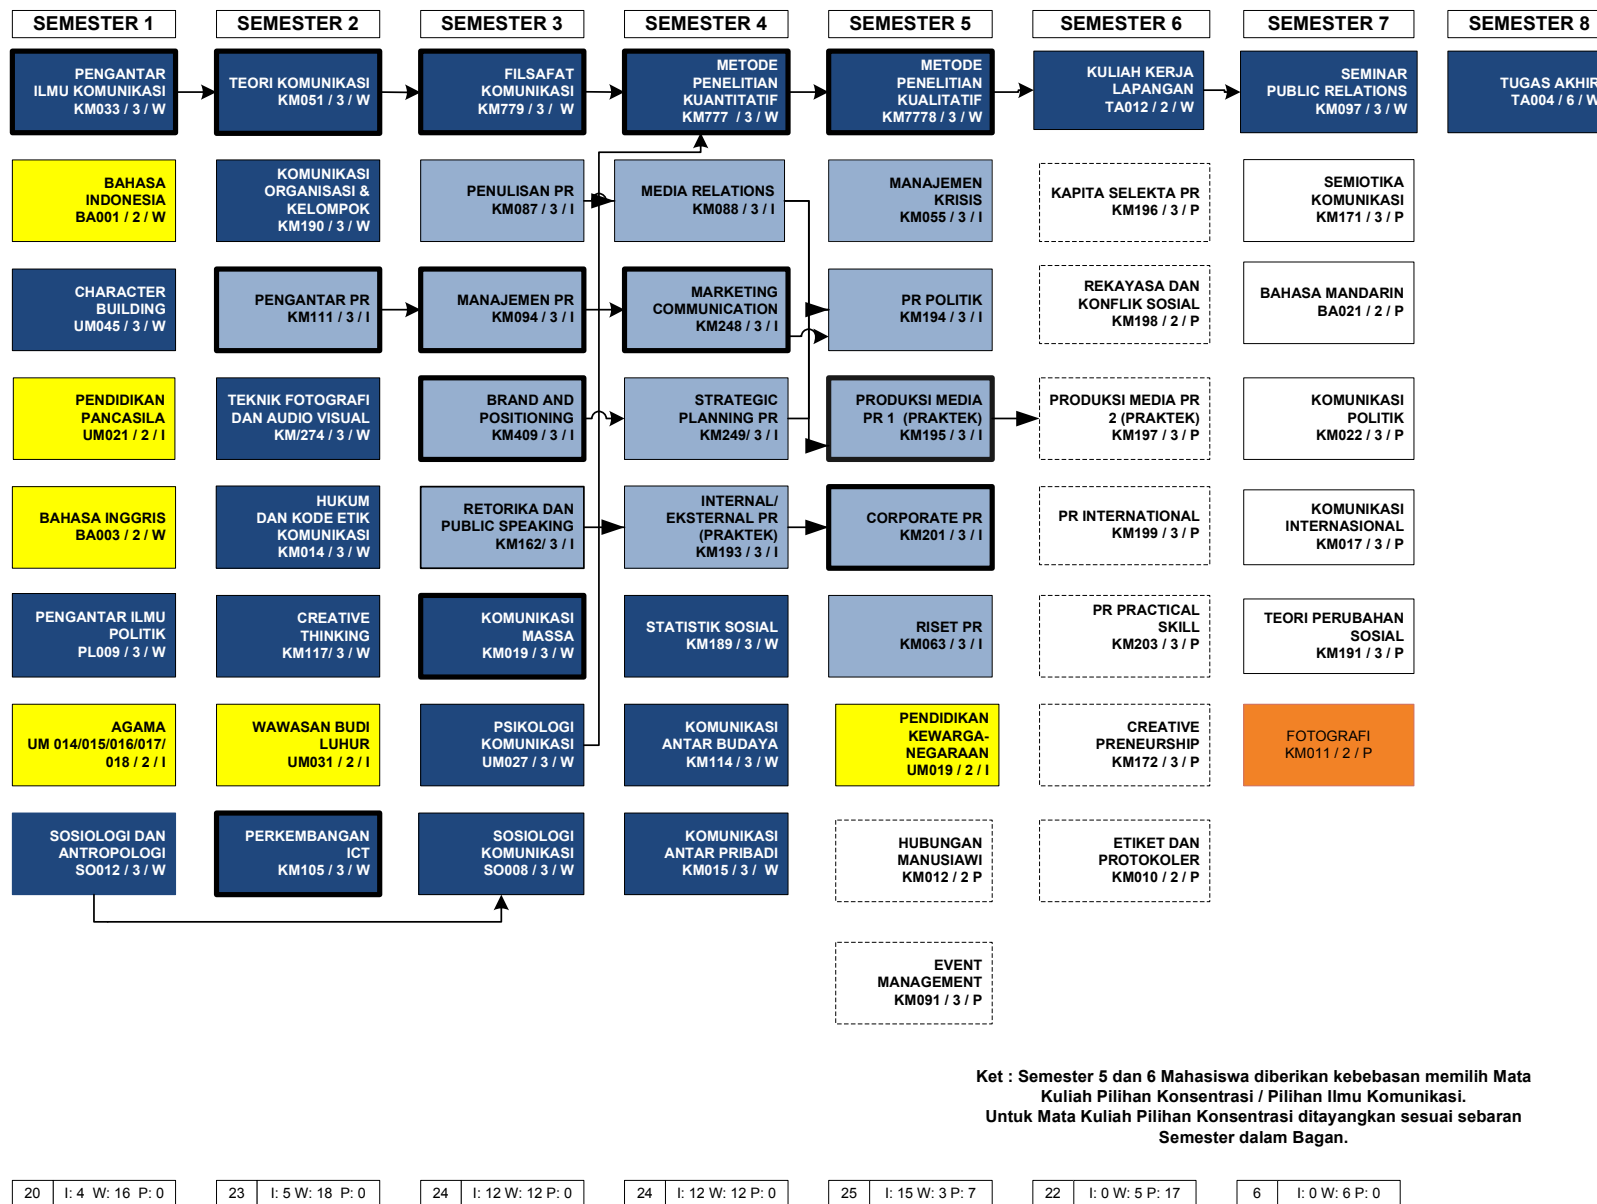 SEMESTER 1
SEMESTER 2
SEMESTER 3
SEMESTER 4
SEMESTER 5
SEMESTER 6
SEMESTER 7
SEMESTER 8
PENGANTAR
ILMU KOMUNIKASI
KM033 / 3 / W
TEORI KOMUNIKASI
KM051 / 3 / W
FILSAFAT
KOMUNIKASI
KM779 / 3 / W
METODE
PENELITIAN
KUANTITATIF
KM777 / 3 / W
METODE
PENELITIAN
KUALITATIF
KM7778 / 3 / W
KULIAH KERJA
LAPANGAN
TA012 / 2 / W
SEMINAR
PUBLIC RELATIONS
KM097 / 3 / W
TUGAS AKHIR
TA004 / 6 / W
BAHASA
INDONESIA
BA001 / 2 / W
KOMUNIKASI
ORGANISASI &
KELOMPOK
KM190 / 3 / W
PENULISAN PR
KM087 / 3 / I
MEDIA RELATIONS
KM088 / 3 / I
MANAJEMEN
KRISIS
KM055 / 3 / I
KAPITA SELEKTA PR
KM196 / 3 / P
SEMIOTIKA
KOMUNIKASI
KM171 / 3 / P
CHARACTER
BUILDING
UM045 / 3 / W
PENGANTAR PR
KM111 / 3 / I
MANAJEMEN PR
KM094 / 3 / I
MARKETING
COMMUNICATION
KM248 / 3 / I
PR POLITIK
KM194 / 3 / I
REKAYASA DAN
KONFLIK SOSIAL
KM198 / 2 / P
BAHASA MANDARIN
BA021 / 2 / P
PENDIDIKAN
PANCASILA
UM021 / 2 / I
TEKNIK FOTOGRAFI
DAN AUDIO VISUAL
KM/274 / 3 / W
BRAND AND
POSITIONING
KM409 / 3 / I
STRATEGIC
PLANNING PR
KM249/ 3 / I
PRODUKSI MEDIA
PR 1 (PRAKTEK)
KM195 / 3 / I
PRODUKSI MEDIA PR
2 (PRAKTEK)
KM197 / 3 / P
KOMUNIKASI
POLITIK
KM022 / 3 / P
BAHASA INGGRIS
BA003 / 2 / W
HUKUM
DAN KODE ETIK
KOMUNIKASI
KM014 / 3 / W
RETORIKA DAN
PUBLIC SPEAKING
KM162/ 3 / I
INTERNAL/
EKSTERNAL PR
(PRAKTEK)
KM193 / 3 / I
CORPORATE PR
KM201 / 3 / I
PR INTERNATIONAL
KM199 / 3 / P
KOMUNIKASI
INTERNASIONAL
KM017 / 3 / P
PENGANTAR ILMU
POLITIK
PL009 / 3 / W
CREATIVE
THINKING
KM117/ 3 / W
KOMUNIKASI
MASSA
KM019 / 3 / W
STATISTIK SOSIAL
KM189 / 3 / W
RISET PR
KM063 / 3 / I
PR PRACTICAL
SKILL
KM203 / 3 / P
TEORI PERUBAHAN
SOSIAL
KM191 / 3 / P
AGAMA
UM 014/015/016/017/
018 / 2 / I
WAWASAN BUDI
LUHUR
UM031 / 2 / I
PSIKOLOGI
KOMUNIKASI
UM027 / 3 / W
KOMUNIKASI
ANTAR BUDAYA
KM114 / 3 / W
PENDIDIKAN
KEWARGA-
NEGARAAN
UM019 / 2 / I
CREATIVE
PRENEURSHIP
KM172 / 3 / P
FOTOGRAFI
KM011 / 2 / P
SOSIOLOGI DAN
ANTROPOLOGI
SO012 / 3 / W
PERKEMBANGAN
ICT
KM105 / 3 / W
SOSIOLOGI
KOMUNIKASI
SO008 / 3 / W
KOMUNIKASI
ANTAR PRIBADI
KM015 / 3 / W
HUBUNGAN
MANUSIAWI
KM012 / 2 P
ETIKET DAN
PROTOKOLER
KM010 / 2 / P
EVENT
MANAGEMENT
KM091 / 3 / P
Ket : Semester 5 dan 6 Mahasiswa diberikan kebebasan memilih Mata
Kuliah Pilihan Konsentrasi / Pilihan Ilmu Komunikasi.
Untuk Mata Kuliah Pilihan Konsentrasi ditayangkan sesuai sebaran
Semester dalam Bagan.
20 I: 4 W: 16 P: 0
23 I: 5 W: 18 P: 0
24 I: 12 W: 12 P: 0
24 I: 12 W: 12 P: 0
25 I: 15 W: 3 P: 7
22 I: 0 W: 5 P: 17
6 I: 0 W: 6 P: 0